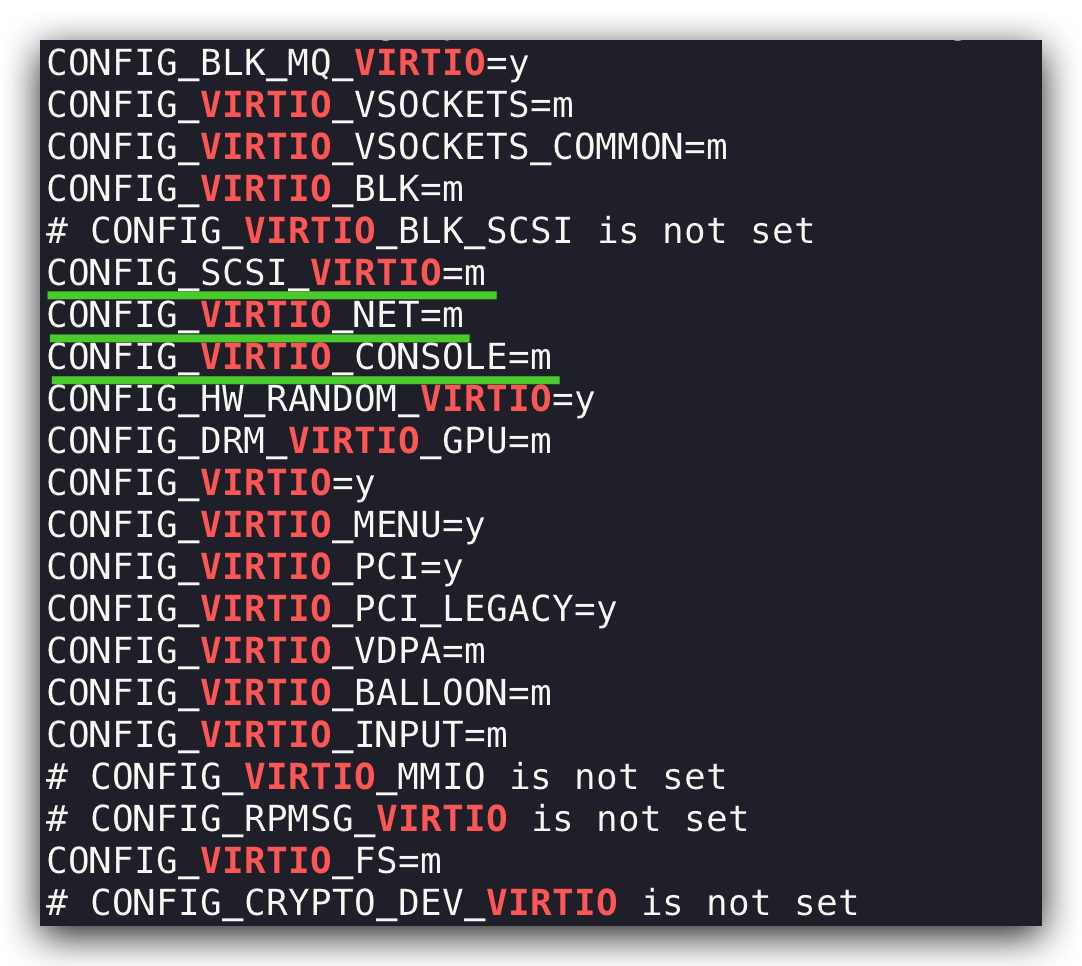 CONFIG_BLK_MQ_VIRTIO=y
CONFIG_VIRTIO_VSOCKETS=m
CONFIG_VIRTIO_VSOCKETS_COMMON=m
CONFIG_VIRTIO_BLK=m
# CONFIG_VIRTIO_BLK_SCSI is not set
CONFIG_SCSI_VIRTIO=m
CONFIG_VIRTIO_NET=m
CONFIG_VIRTIO_CONSOLE=m
CONFIG_HW_RANDOM_VIRTIO=y
CONFIG_DRM_VIRTIO_GPU=m
CONFIG_VIRTIO=y
CONFIG_VIRTIO_MENU=y
CONFIG_VIRTIO_PCI=y
CONFIG_VIRTIO_PCI_LEGACY=y
CONFIG_VIRTIO_VDPA=m
CONFIG_VIRTIO_BALLOON=m
CONFIG_VIRTIO_INPUT=m
# CONFIG_VIRTIO_MMIO is not set
# CONFIG_RPMSG_VIRTIO is not set
CONFIG_VIRTIO_FS=m
# CONFIG_CRYPTO_DEV_VIRTIO is not set